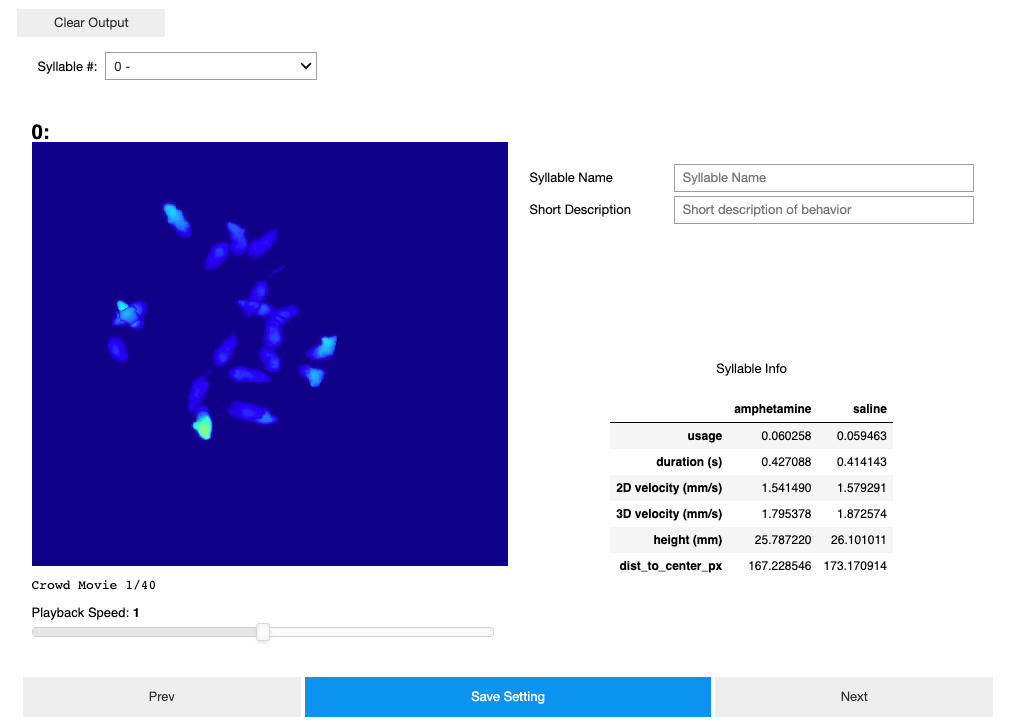 Clear Output
Syllable #: 0 -
0:
Syllable Name Syllable Name
Short Description Short description of behavior
Syllable Info
amphetamine saline
usage 0.060258 0.059463
duration (s) 0.427088 0.414143
2D velocity (mm/s) 1.541490 1.579291
3D velocity (mm/s) 1.795378 1.872574
height (mm) 25.787220 26.101011
dist_to_center_px 167.228546 173.170914
Crowd Movie 1/40
Playback Speed: 1
Prev Save Setting Next